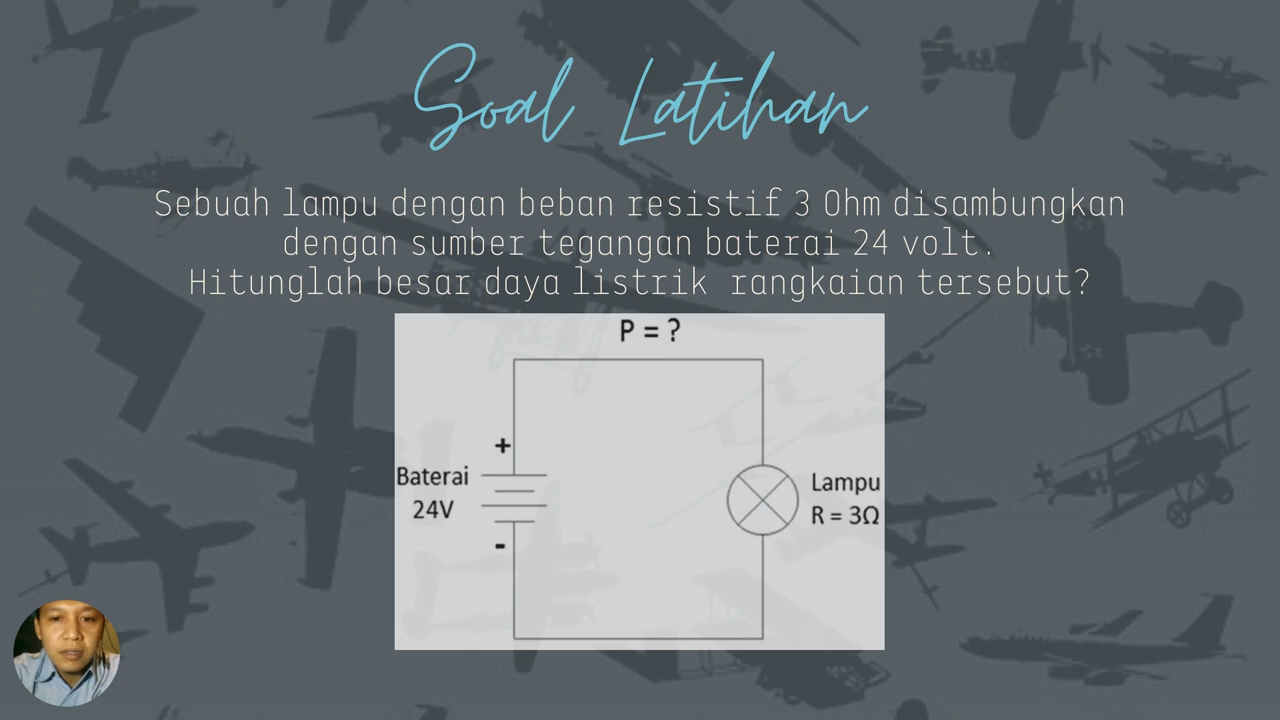 Soal Latihan
Sebuah lampu dengan beban resistif 3 Ohm disambungkan
dengan sumber tegangan baterai 24 volt.
Hitunglah besar daya listrik rangkaian tersebut?
P = ?
+
Baterai
24V
-
Lampu
R = 3Ω